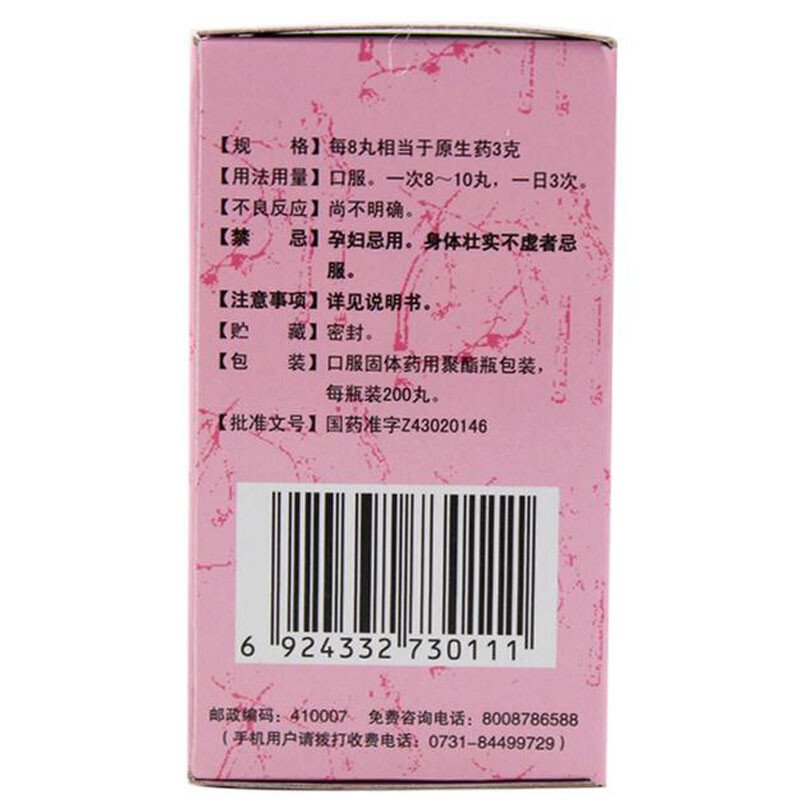 【规 格】每8丸相当于原生药3克
【用法用量】口服。一次8～10丸，一日3次。
【不良反应】尚不明确。
【禁 忌】孕妇忌用。身体壮实不虚者忌
服。
【注意事项】详见说明书。
【贮 藏】密封。
【包 装】口服固体药用聚酯瓶包装，
每瓶装200丸。
【批准文号】国药准字Z43020146
6 924332 730111
邮政编码：410007 免费咨询电话：8008786588
（手机用户请拨打收费电话：0731-84499729）